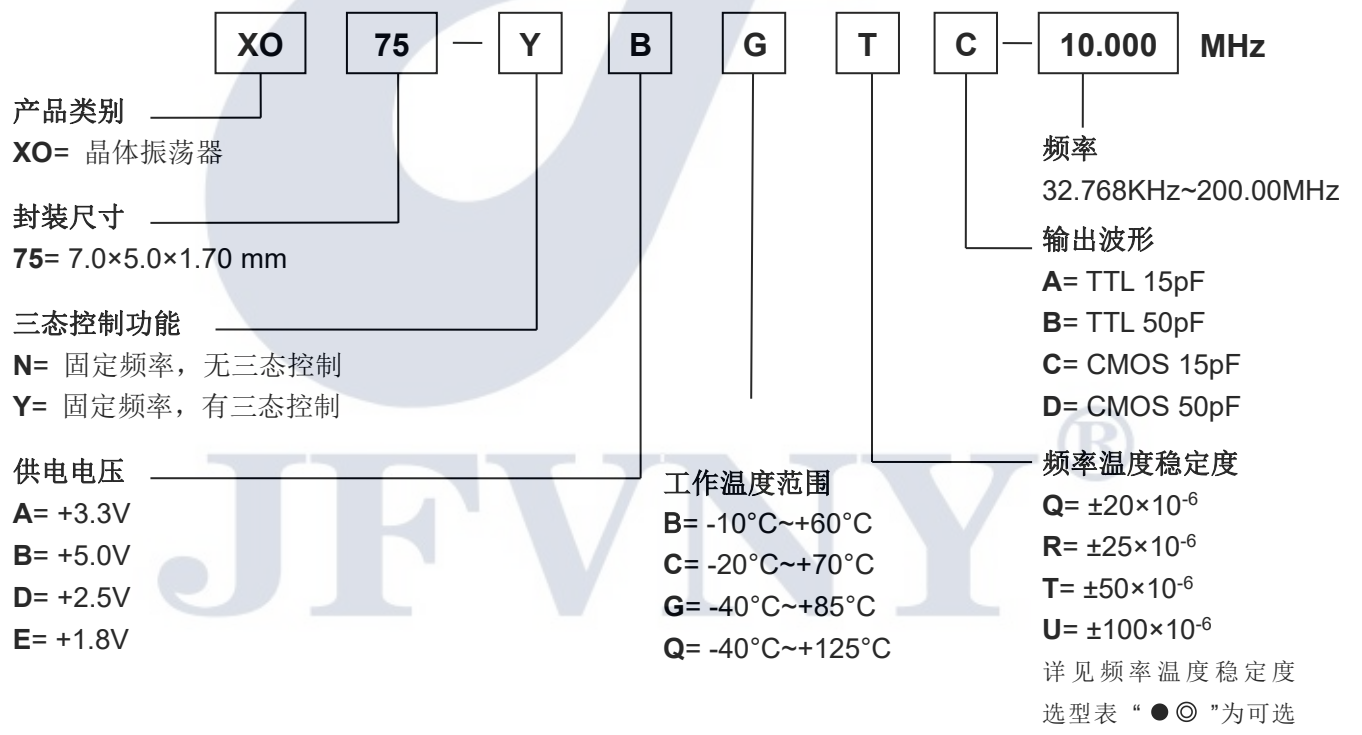 XO 75 — Y B G T C — 10.000 MHz
产品类别
XO= 晶体振荡器
封装尺寸
75= 7.0×5.0×1.70 mm
三态控制功能
N= 固定频率，无三态控制
Y= 固定频率，有三态控制
供电电压
A= +3.3V
B= +5.0V
D= +2.5V
E= +1.8V
工作温度范围
B= -10°C~+60°C
C= -20°C~+70°C
G= -40°C~+85°C
Q= -40°C~+125°C
频率
32.768KHz~200.00MHz
输出波形
A= TTL 15pF
B= TTL 50pF
C= CMOS 15pF
D= CMOS 50pF
频率温度稳定度
Q= ±20×10⁻⁶
R= ±25×10⁻⁶
T= ±50×10⁻⁶
U= ±100×10⁻⁶
详见频率温度稳定度
选型表 “ ●◎ ”为可选
JFVNY®